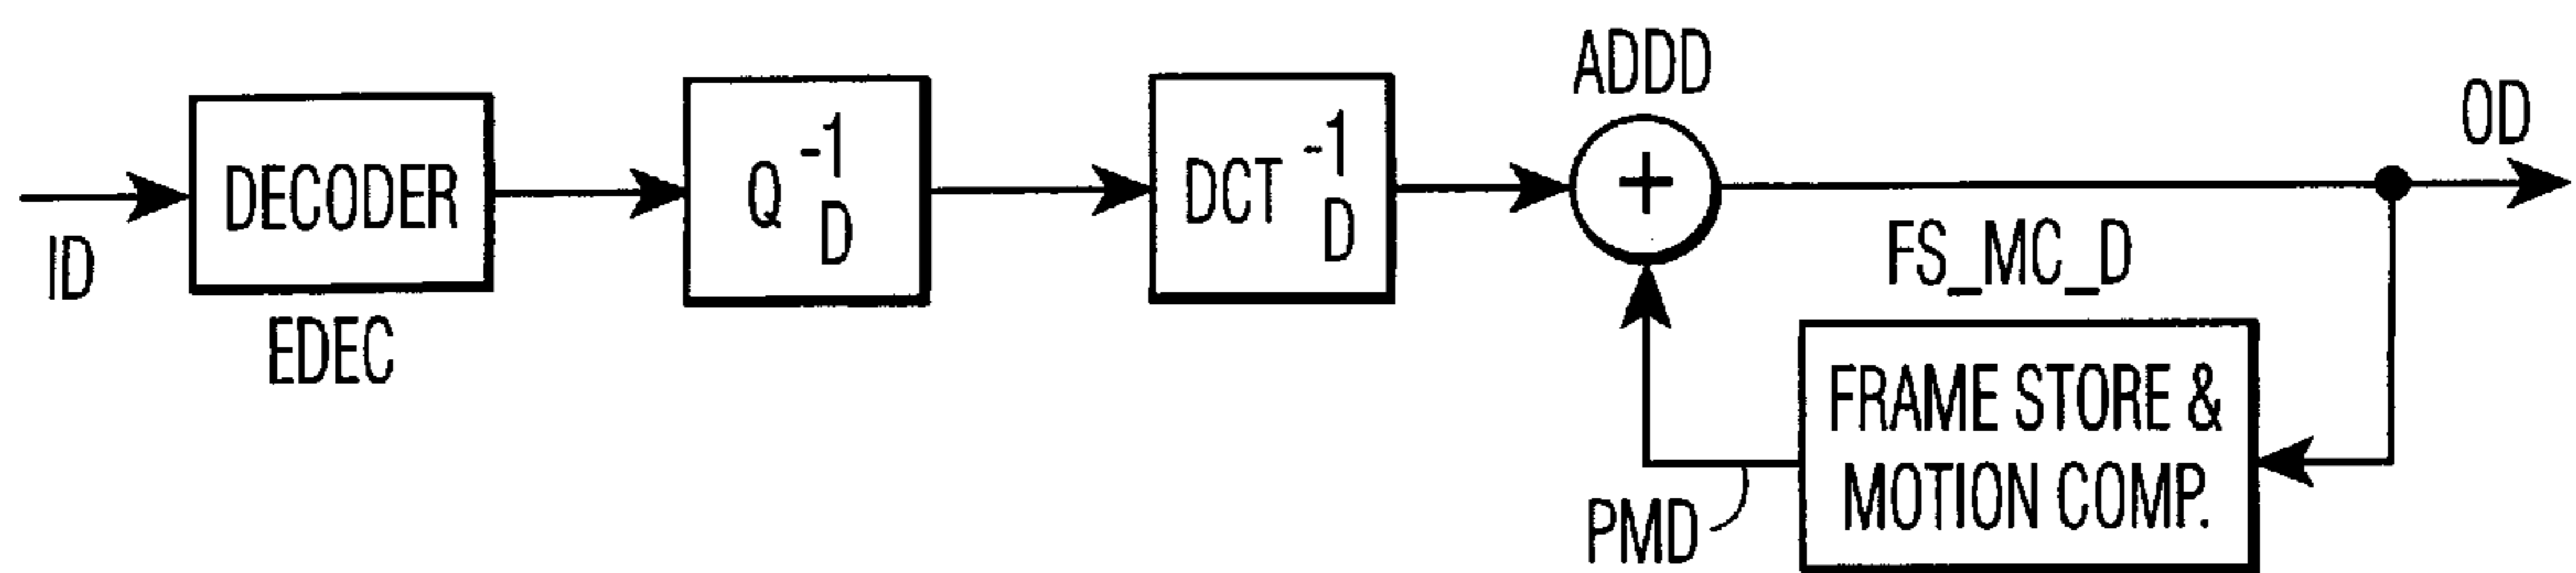 ADDD
OD
DECODER
Q -1 D
DCT -1 D
+
ID
EDEC
FS_MC_D
FRAME STORE &
MOTION COMP.
PMD